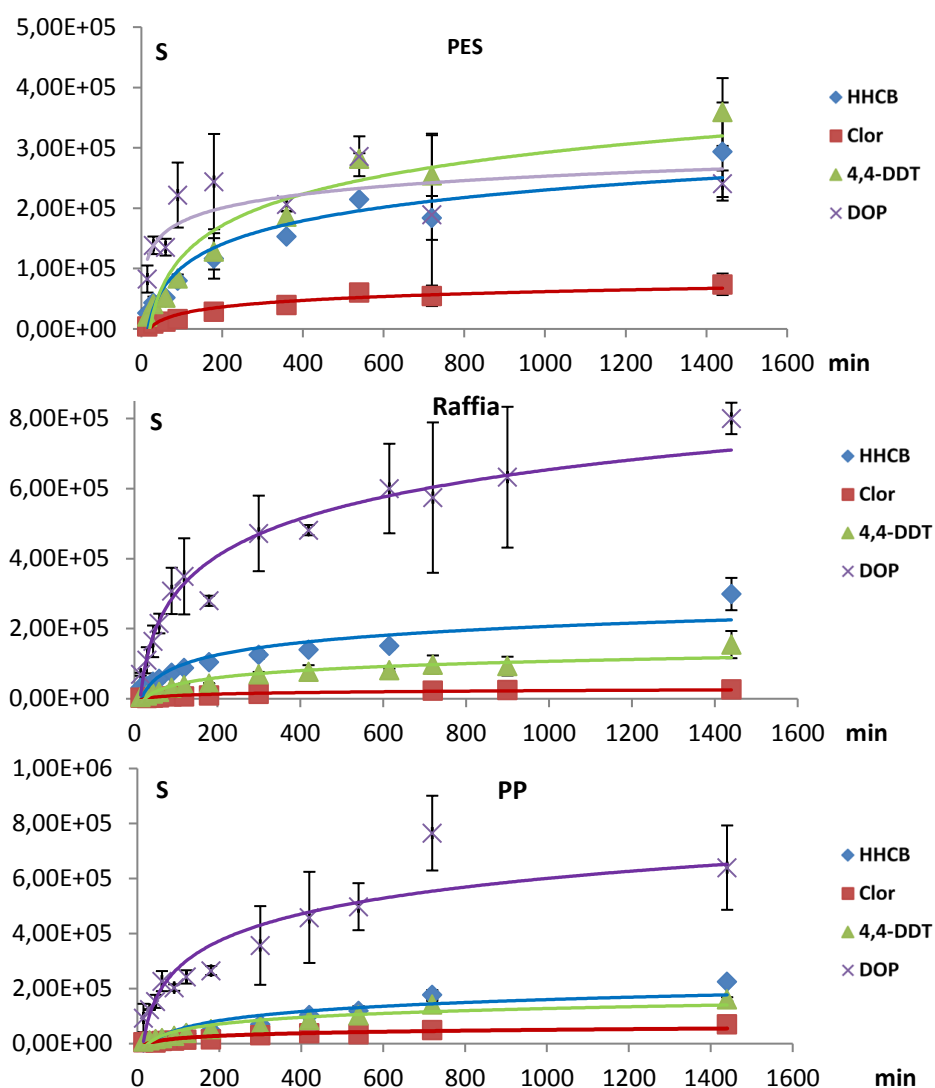 5,00E+05
S
PES
4,00E+05
HHCB
3,00E+05
Clor
4,4-DDT
2,00E+05
DOP
1,00E+05
0,00E+00
0 200 400 600 800 1000 1200 1400 1600 min
Raffia
8,00E+05
S
HHCB
6,00E+05
Clor
4,00E+05
4,4-DDT
DOP
2,00E+05
0,00E+00
0 200 400 600 800 1000 1200 1400 1600 min
1,00E+06
S
PP
8,00E+05
HHCB
6,00E+05
Clor
4,00E+05
4,4-DDT
DOP
2,00E+05
0,00E+00
0 200 400 600 800 1000 1200 1400 1600
min